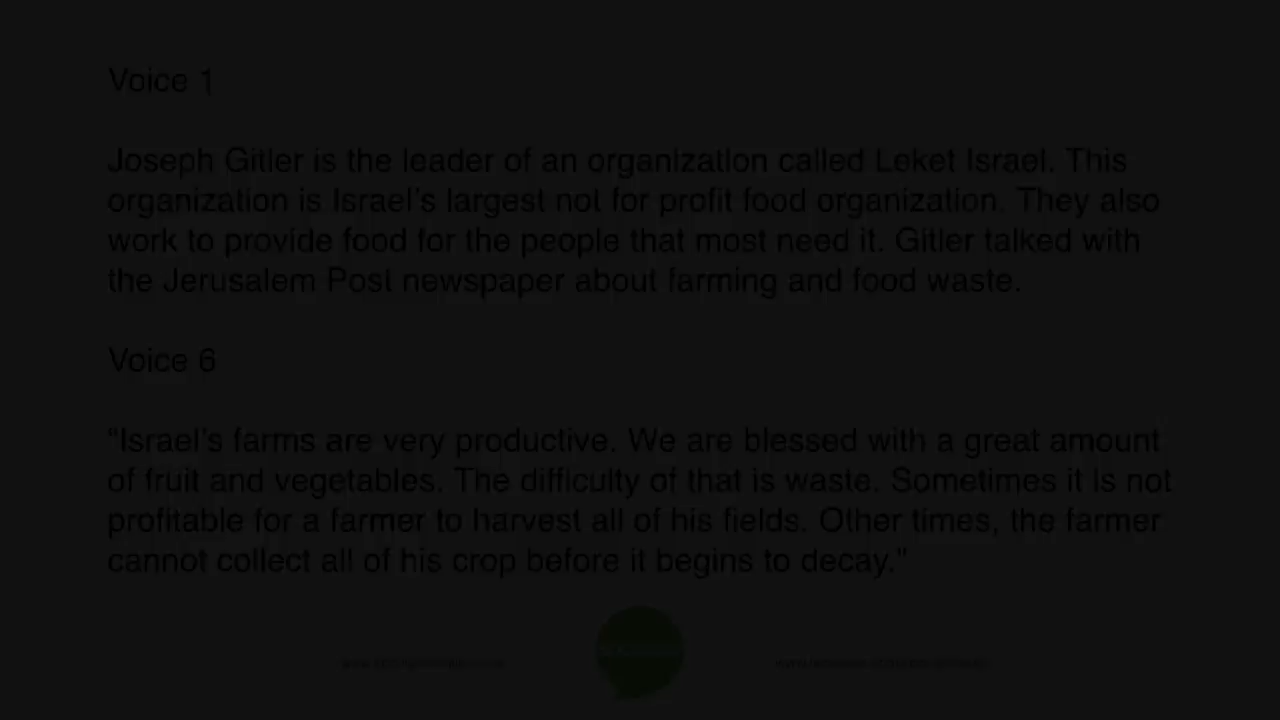 Voice 1
Joseph Gitler is the leader of an organization called Leket Israel. This
organization is Israel's largest not for profit food organization. They also
work to provide food for the people that most need it. Gitler talked with
the Jerusalem Post newspaper about farming and food waste.
Voice 6
"Israel's farms are very productive. We are blessed with a great amount
of fruit and vegetables. The difficulty of that is waste. Sometimes it is not
profitable for a farmer to harvest all of his fields. Other times, the farmer
cannot collect all of his crop before it begins to decay."